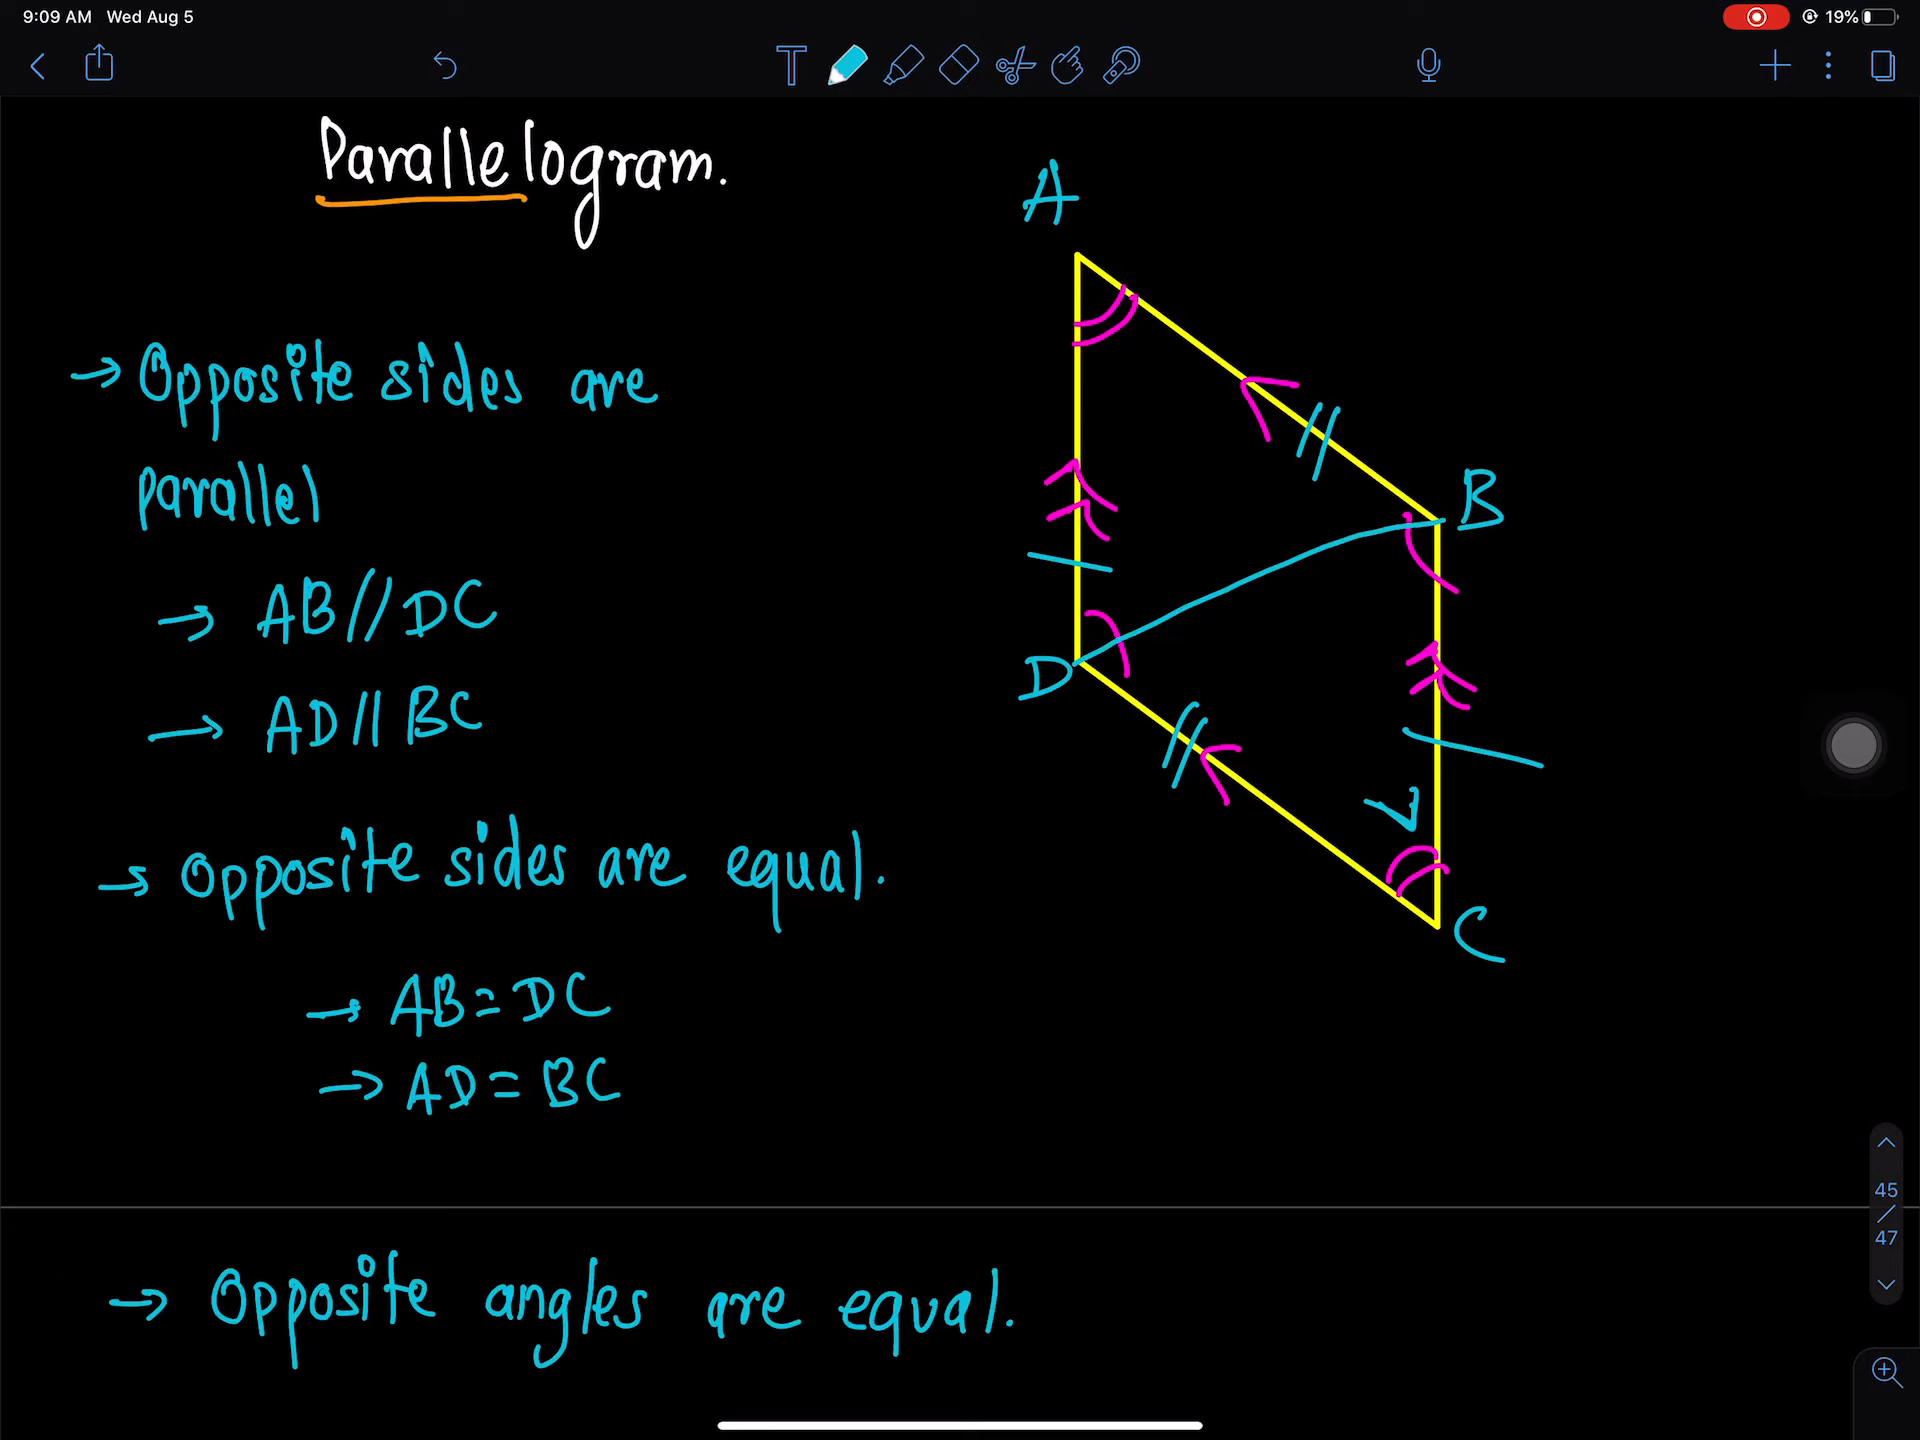 9:09 AM Wed Aug 5
19%
T
Parallelogram.
→ Opposite sides are
parallel
→ AB//DC
→ AD//BC
→ Opposite sides are equal.
→ AB=DC
→ AD=BC
→ Opposite angles are equal.
A
B
D
C
45
/
47